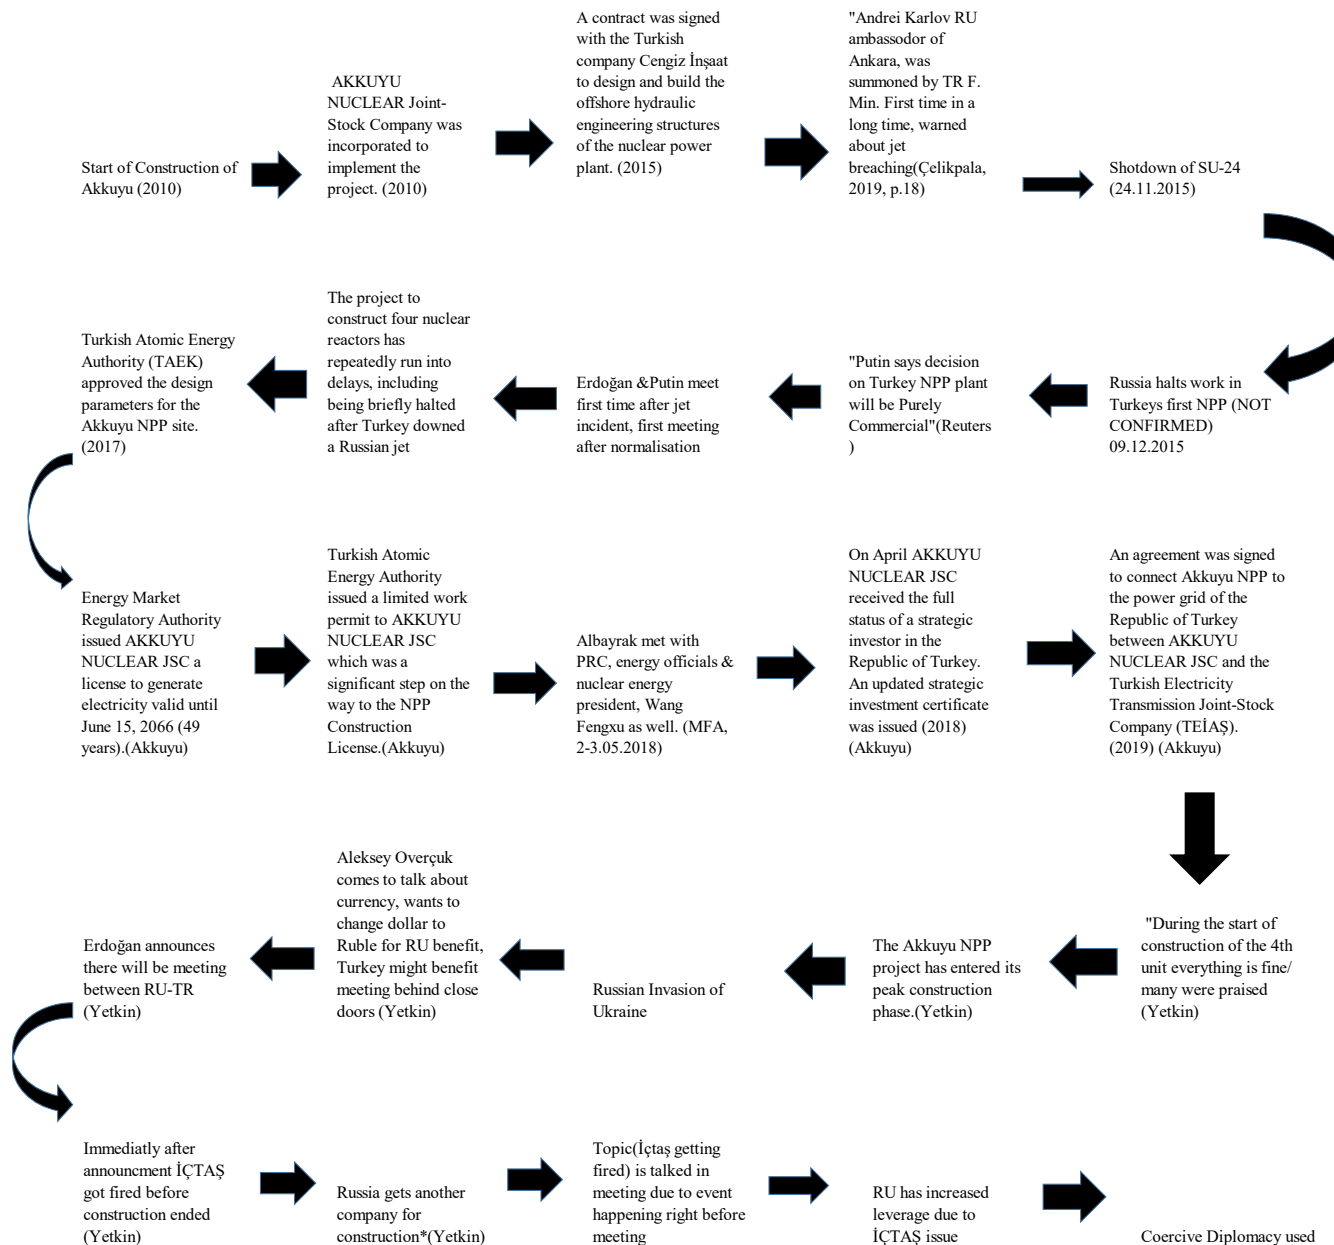 Start of Construction of
Akkuyu (2010)
AKKUYU
NUCLEAR Joint-
Stock Company was
incorporated to
implement the
project. (2010)
A contract was signed
with the Turkish
company Cengiz İnşaat
to design and build the
offshore hydraulic
engineering structures
of the nuclear power
plant. (2015)
"Andrei Karlov RU
ambassodor of
Ankara, was
summoned by TR F.
Min. First time in a
long time, warned
about jet
breaching(Çelikpala,
2019, p.18)
Shotdown of SU-24
(24.11.2015)
Russia halts work in
Turkeys first NPP (NOT
CONFIRMED)
09.12.2015
"Putin says decision
on Turkey NPP plant
will be Purely
Commercial"(Reuters
)
Erdoğan &Putin meet
first time after jet
incident, first meeting
after normalisation
The project to
construct four nuclear
reactors has
repeatedly run into
delays, including
being briefly halted
after Turkey downed
a Russian jet
Turkish Atomic Energy
Authority (TAEK)
approved the design
parameters for the
Akkuyu NPP site.
(2017)
Energy Market
Regulatory Authority
issued AKKUYU
NUCLEAR JSC a
license to generate
electricity valid until
June 15, 2066 (49
years).(Akkuyu)
Turkish Atomic
Energy Authority
issued a limited work
permit to AKKUYU
NUCLEAR JSC
which was a
significant step on the
way to the NPP
Construction
License.(Akkuyu)
Albayrak met with
PRC, energy officials &
nuclear energy
president, Wang
Fengxu as well. (MFA,
2-3.05.2018)
On April AKKUYU
NUCLEAR JSC
received the full
status of a strategic
investor in the
Republic of Turkey.
An updated strategic
investment certificate
was issued (2018)
(Akkuyu)
An agreement was signed
to connect Akkuyu NPP to
the power grid of the
Republic of Turkey
between AKKUYU
NUCLEAR JSC and the
Turkish Electricity
Transmission Joint-Stock
Company (TEİAŞ).
(2019) (Akkuyu)
"During the start of
construction of the 4th
unit everything is fine/
many were praised
(Yetkin)
The Akkuyu NPP
project has entered its
peak construction
phase.(Yetkin)
Russian Invasion of
Ukraine
Aleksey Overçuk
comes to talk about
currency, wants to
change dollar to
Ruble for RU benefit,
Turkey might benefit
meeting behind close
doors (Yetkin)
Erdoğan announces
there will be meeting
between RU-TR
(Yetkin)
Immediatly after
announcment İÇTAŞ
got fired before
construction ended
(Yetkin)
Russia gets another
company for
construction*(Yetkin)
Topic(İçtaş getting
fired) is talked in
meeting due to event
happening right before
meeting
RU has increased
leverage due to
İÇTAŞ issue
Coercive Diplomacy used